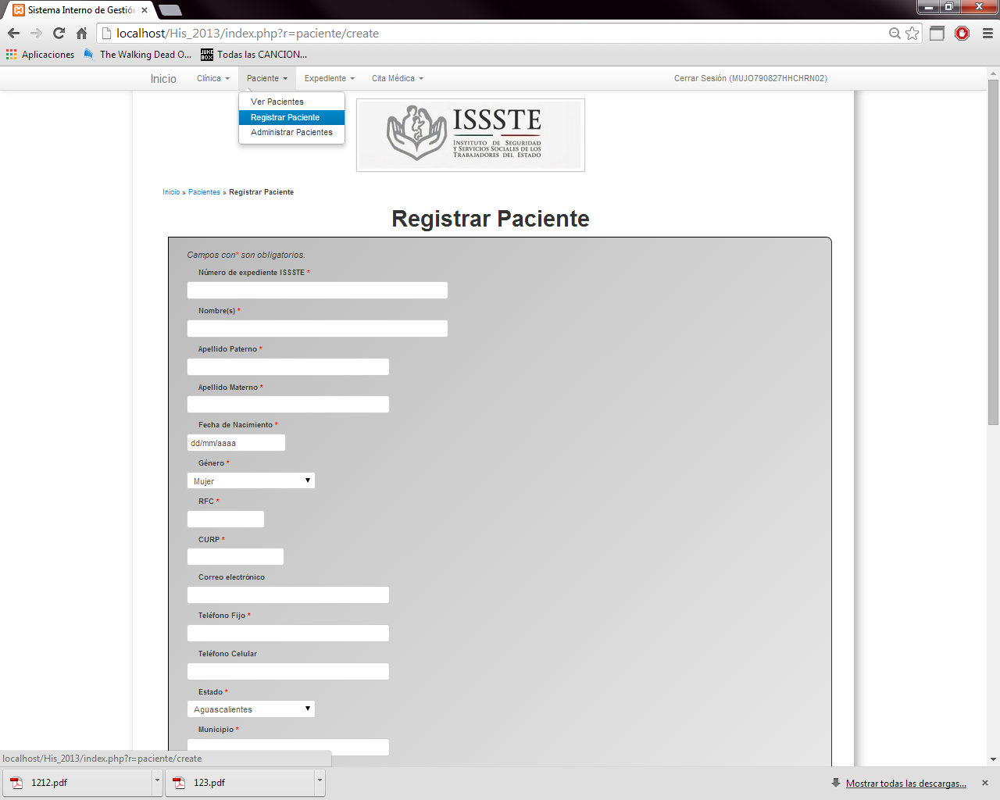 Sistema Interno de Gestión
localhost/His_2013/index.php?r=paciente/create
Aplicaciones The Walking Dead O... JUKE BOX Todas las CANCION...
Inicio Clínica Paciente Expediente Cita Médica Cerrar Sesión (MUJO790827HHCHRN02)
Ver Pacientes
Registrar Paciente
Administrar Pacientes
ISSSTE
INSTITUTO DE SEGURIDAD
Y SERVICIOS SOCIALES DE LOS
TRABAJADORES DEL ESTADO
Inicio » Pacientes » Registrar Paciente
Registrar Paciente
Campos con* son obligatorios.
Número de expediente ISSSTE *
Nombre(s) *
Apellido Paterno *
Apellido Materno *
Fecha de Nacimiento *
dd/mm/aaaa
Género *
Mujer
RFC *
CURP *
Correo electrónico
Teléfono Fijo *
Teléfono Celular
Estado *
Aguascalientes
Municipio *
localhost/His_2013/index.php?r=paciente/create
1212.pdf 123.pdf Mostrar todas las descargas...